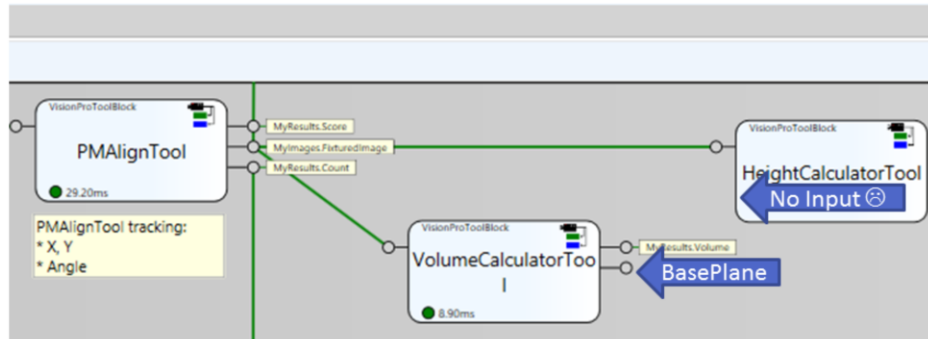 VisionProToolBlock
PMAlignTool
29.20ms
MyResults.Score
MyImages.FixturedImage
MyResults.Count
PMAlignTool tracking:
* X, Y
* Angle
VisionProToolBlock
VolumeCalculatorToo
l
8.90ms
MyResults.Volume
BasePlane
VisionProToolBlock
HeightCalculatorTool
No Input ☹